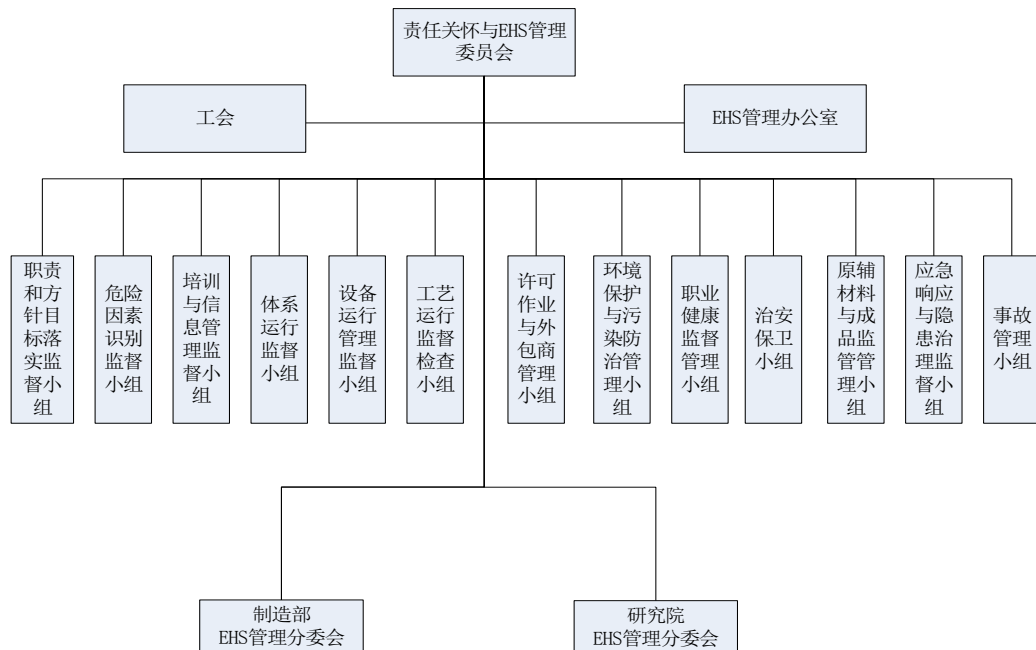 责任关怀与EHS管理
委员会
工会
EHS管理办公室
职责
和方
针目
标落
实监
督小
组
危险
因素
识别
监督
小组
培训
与信
息管
理监
督小
组
体系
运行
监督
小组
设备
运行
管理
监督
小组
工艺
运行
监督
检查
小组
许可
作业
与外
包商
管理
小组
环境
保护
与污
染防
治管
理小
组
职业
健康
监督
管理
小组
治安
保卫
小组
原辅
材料
与成
品监
管管
理小
组
应急
响应
与隐
患治
理监
督小
组
事故
管理
小组
制造部
EHS管理分委会
研究院
EHS管理分委会